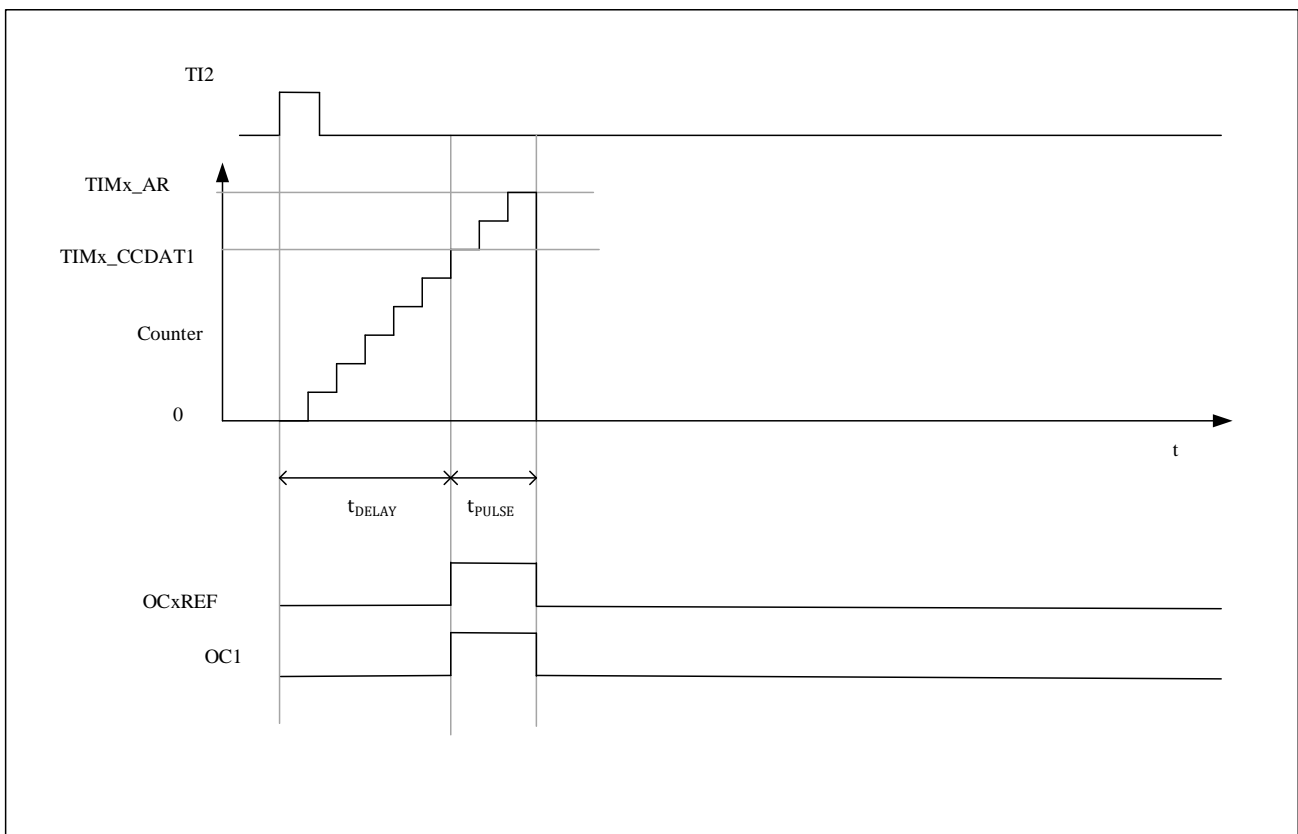 TI2
TIMx_AR
TIMx_CCDAT1
Counter
0
t
tDELAY
tPULSE
OCxREF
OC1